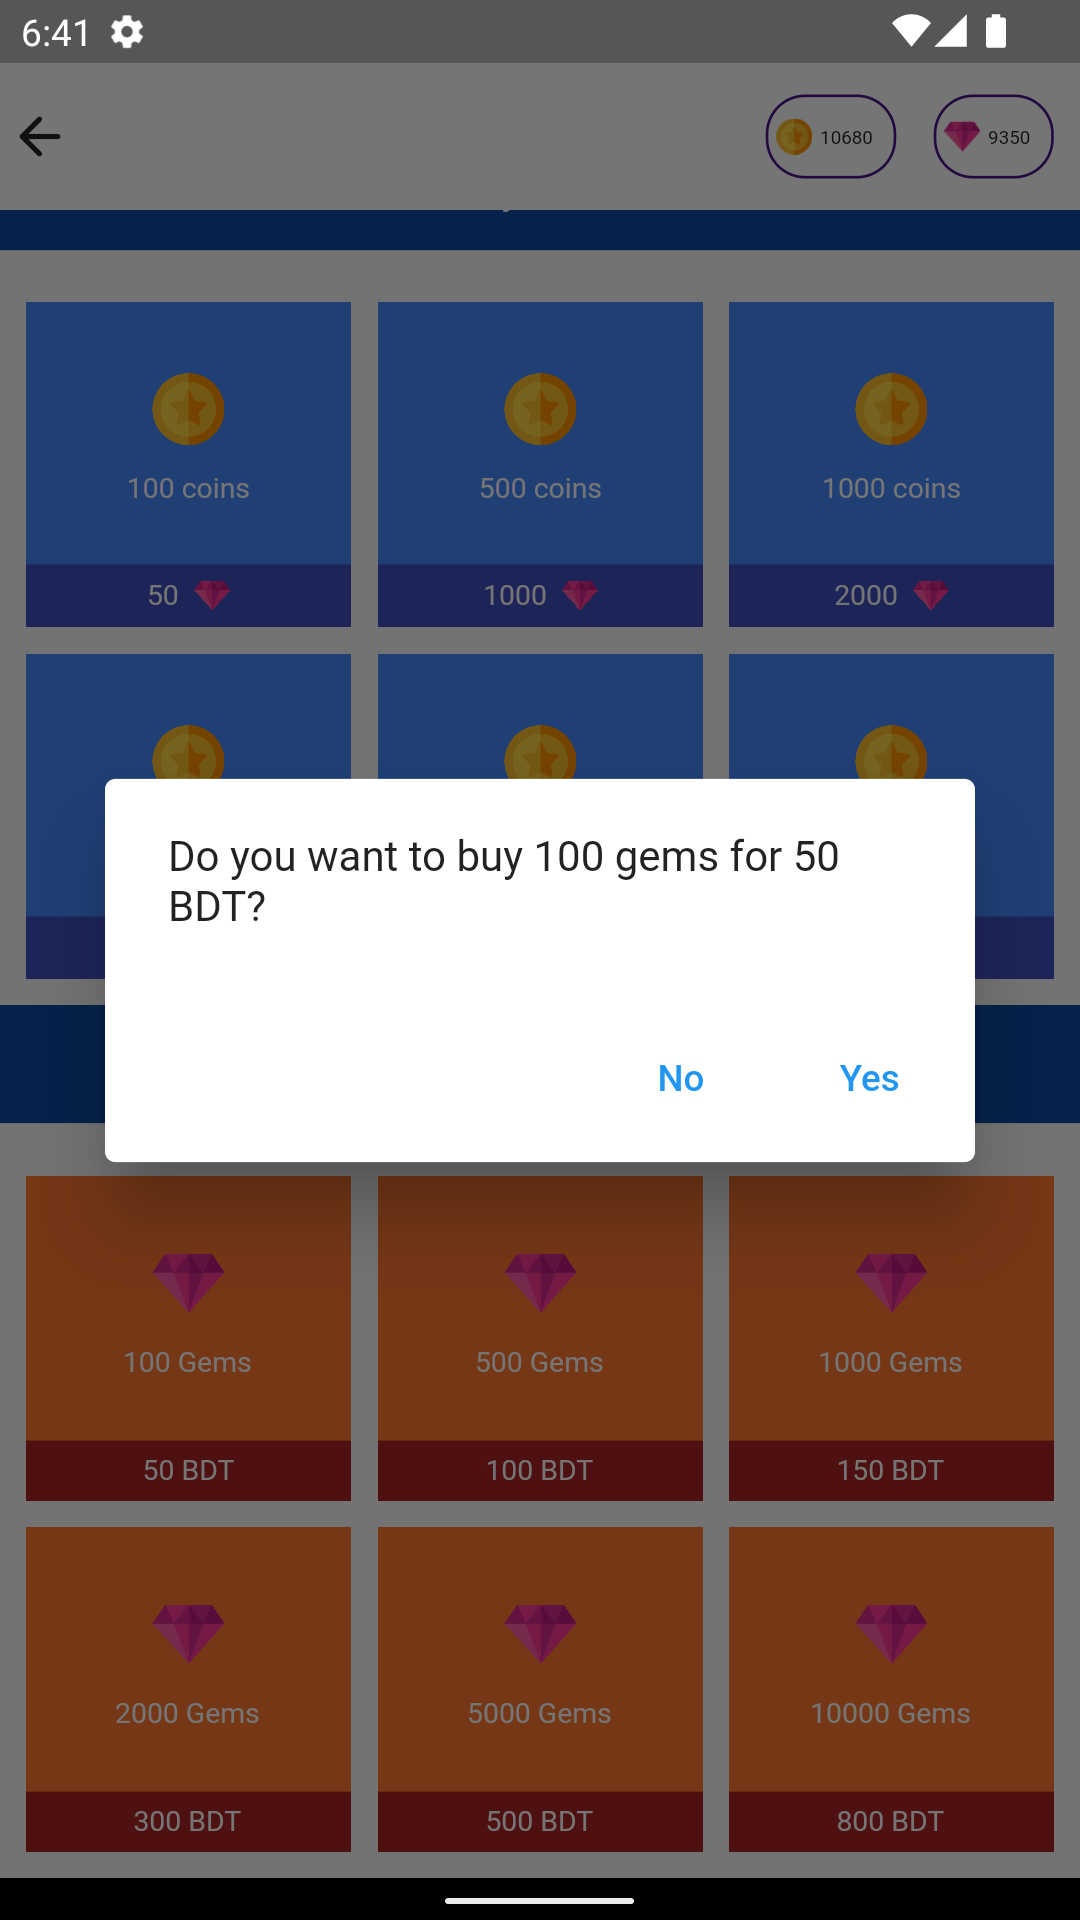 6:41
10680
9350
100 coins
500 coins
1000 coins
50
1000
2000
Do you want to buy 100 gems for 50
BDT?
No
Yes
100 Gems
500 Gems
1000 Gems
50 BDT
100 BDT
150 BDT
2000 Gems
5000 Gems
10000 Gems
300 BDT
500 BDT
800 BDT